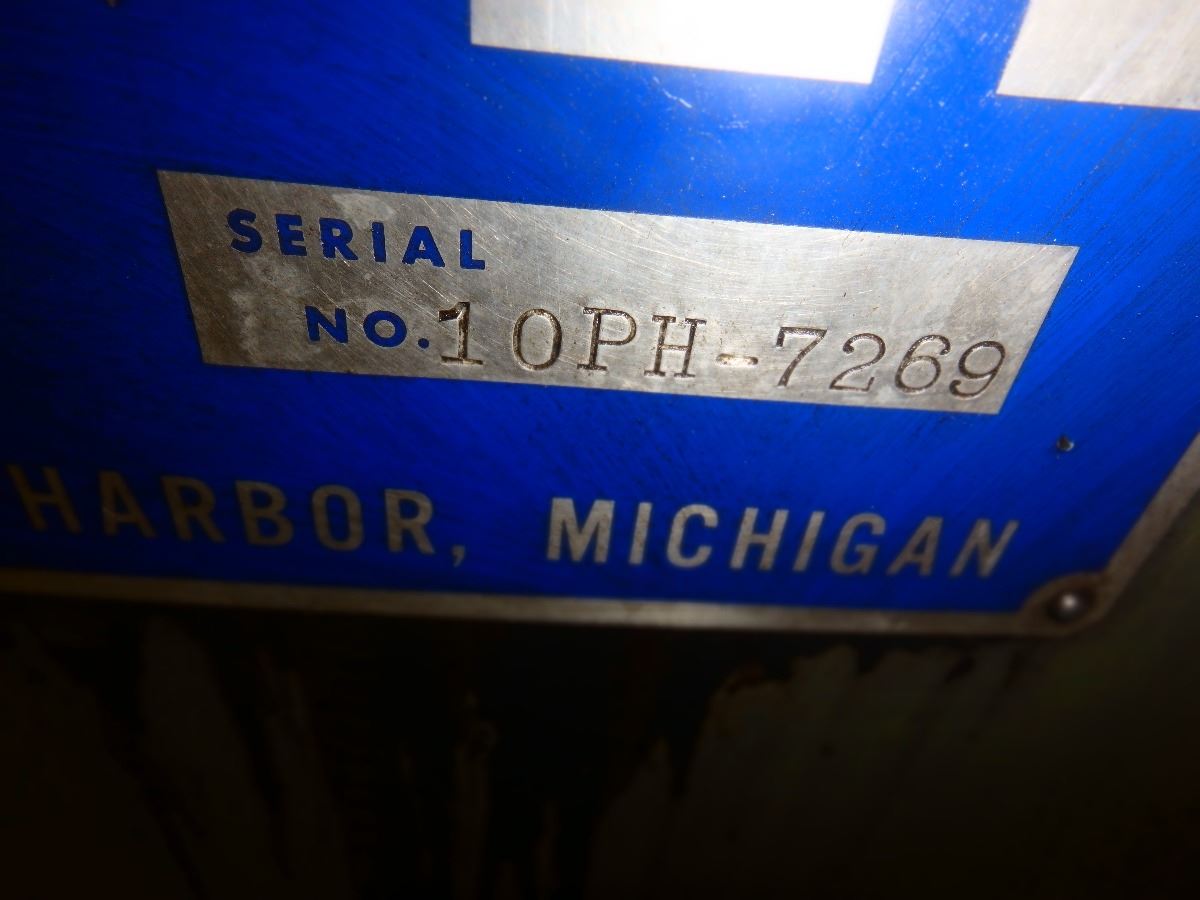 SERIAL
NO. 10PH-7269
HARBOR, MICHIGAN